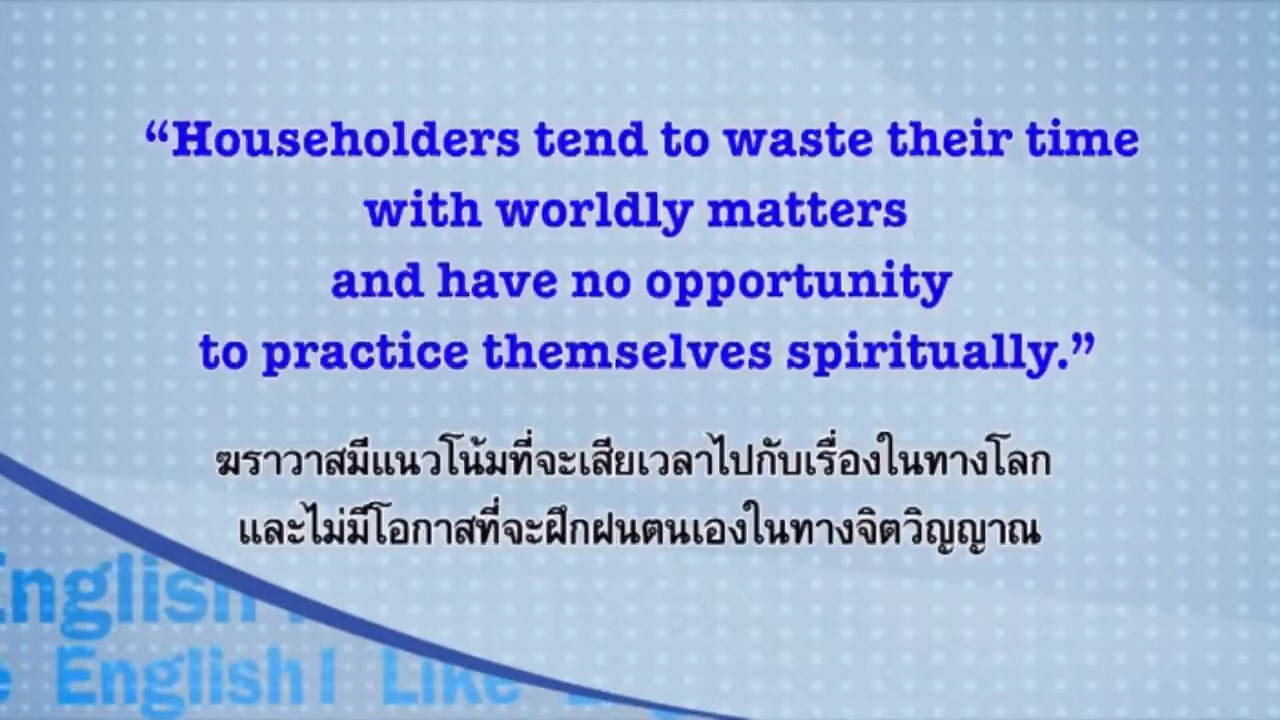 “Householders tend to waste their time
with worldly matters
and have no opportunity
to practice themselves spiritually.”
ฆราวาสมีแนวโน้มที่จะเสียเวลาไปกับเรื่องในทางโลก
และไม่มีโอกาสที่จะฝึกฝนตนเองในทางจิตวิญญาณ
English
English I Like